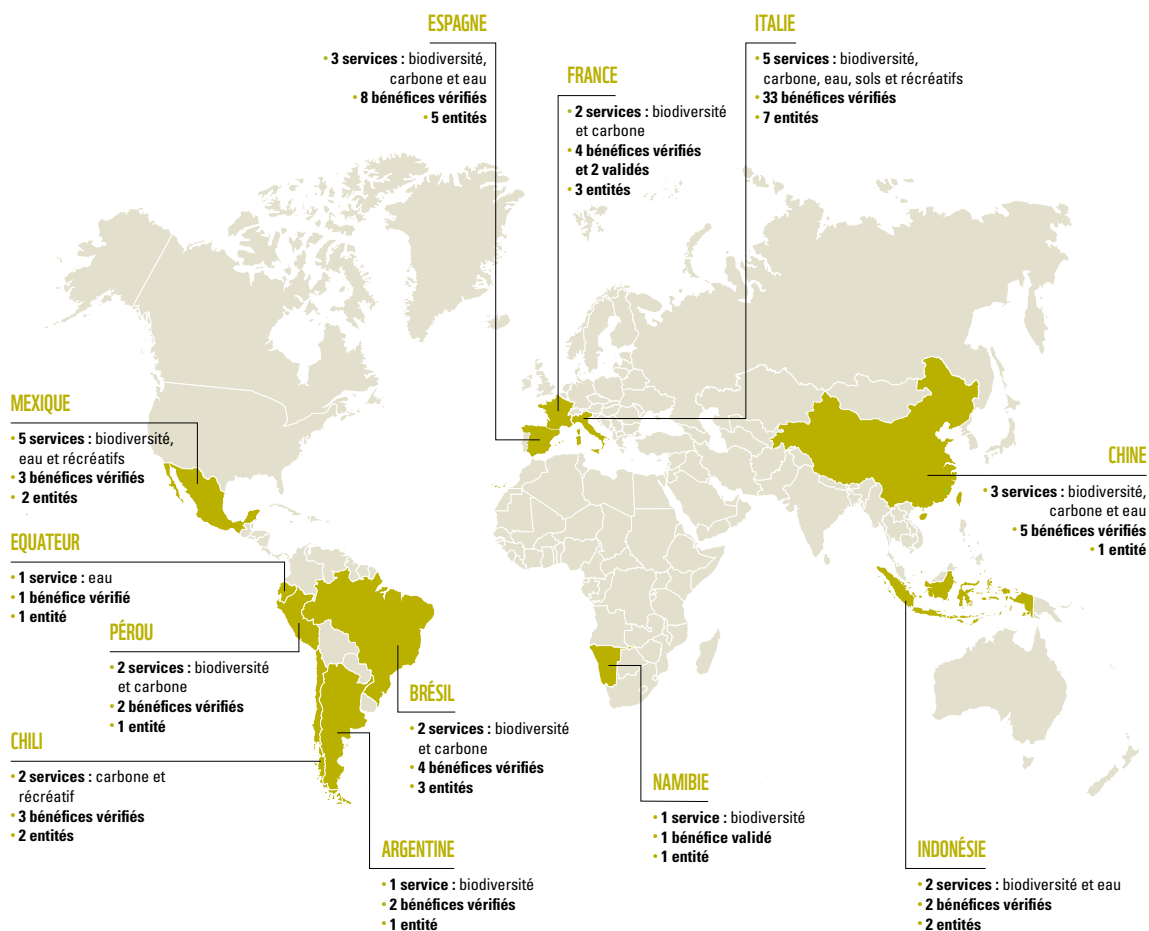 ESPAGNE
• 3 services : biodiversité,
carbone et eau
• 8 bénéfices vérifiés
• 5 entités
FRANCE
• 2 services : biodiversité
et carbone
• 4 bénéfices vérifiés
et 2 validés
• 3 entités
ITALIE
• 5 services : biodiversité,
carbone, eau, sols et récréatifs
• 33 bénéfices vérifiés
• 7 entités
MEXIQUE
• 5 services : biodiversité,
eau et récréatifs
• 3 bénéfices vérifiés
• 2 entités
CHINE
• 3 services : biodiversité,
carbone et eau
• 5 bénéfices vérifiés
• 1 entité
EQUATEUR
• 1 service : eau
• 1 bénéfice vérifié
• 1 entité
PÉROU
• 2 services : biodiversité
et carbone
• 2 bénéfices vérifiés
• 1 entité
BRÉSIL
• 2 services : biodiversité
et carbone
• 4 bénéfices vérifiés
• 3 entités
CHILI
• 2 services : carbone et
récréatif
• 3 bénéfices vérifiés
• 2 entités
NAMIBIE
• 1 service : biodiversité
• 1 bénéfice validé
• 1 entité
ARGENTINE
• 1 service : biodiversité
• 2 bénéfices vérifiés
• 1 entité
INDONÉSIE
• 2 services : biodiversité et eau
• 2 bénéfices vérifiés
• 2 entités